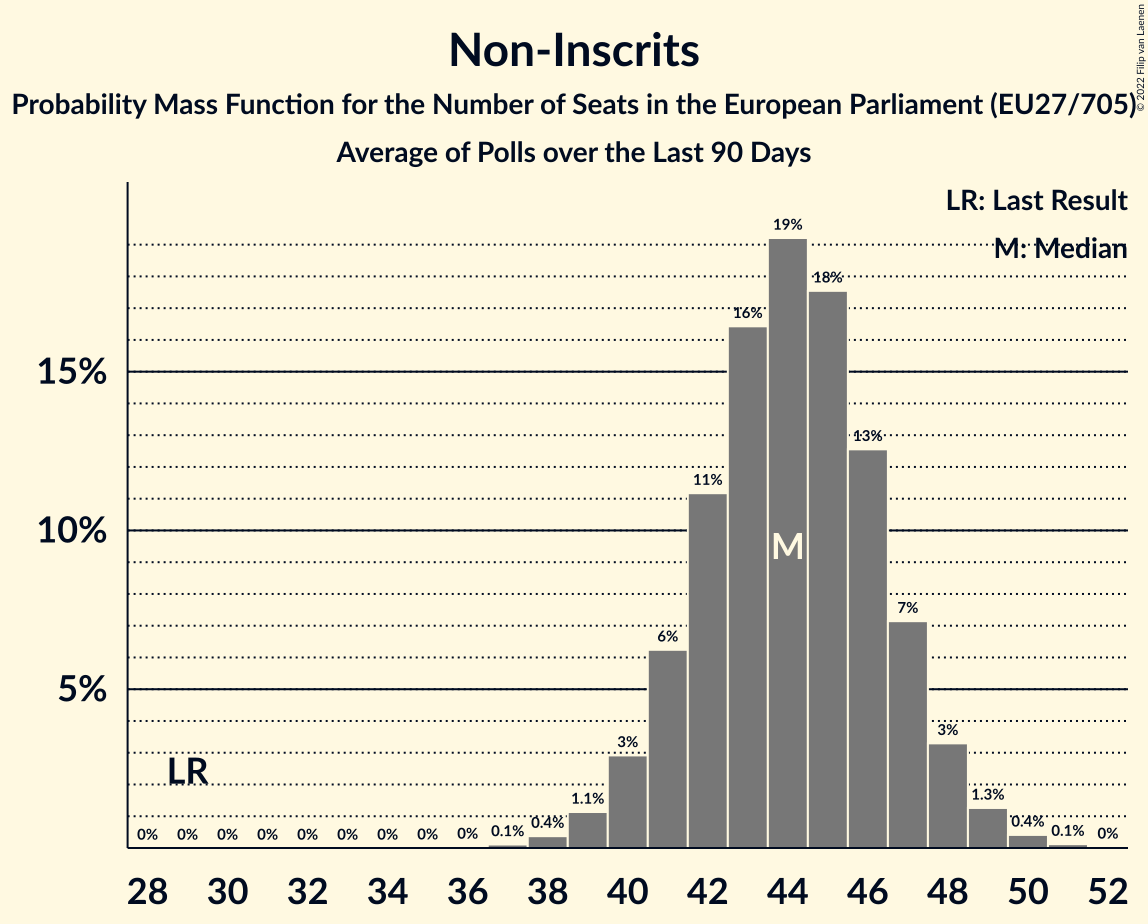 Non-Inscrits
Probability Mass Function for the Number of Seats in the European Parliament (EU27/705)
Average of Polls over the Last 90 Days
© 2022 Filip van Laenen
LR: Last Result
M: Median
19%
18%
16%
15%
13%
11%
10%
M
7%
6%
5%
3%
3%
LR
1.1%
1.3%
0% 0% 0% 0% 0% 0% 0% 0% 0% 0.1% 0.4% 0.4% 0.1% 0%
28 30 32 34 36 38 40 42 44 46 48 50 52